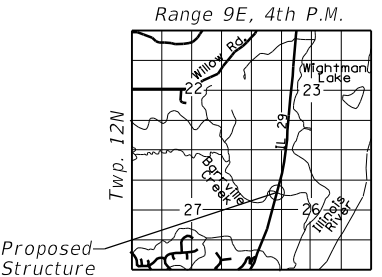 Range 9E, 4th P.M.
Willow Rd.
Wightman
Lake
22
23
Twp. 12N
IL 29
Barrville
Creek
27
26
Illinois
River
Proposed
Structure